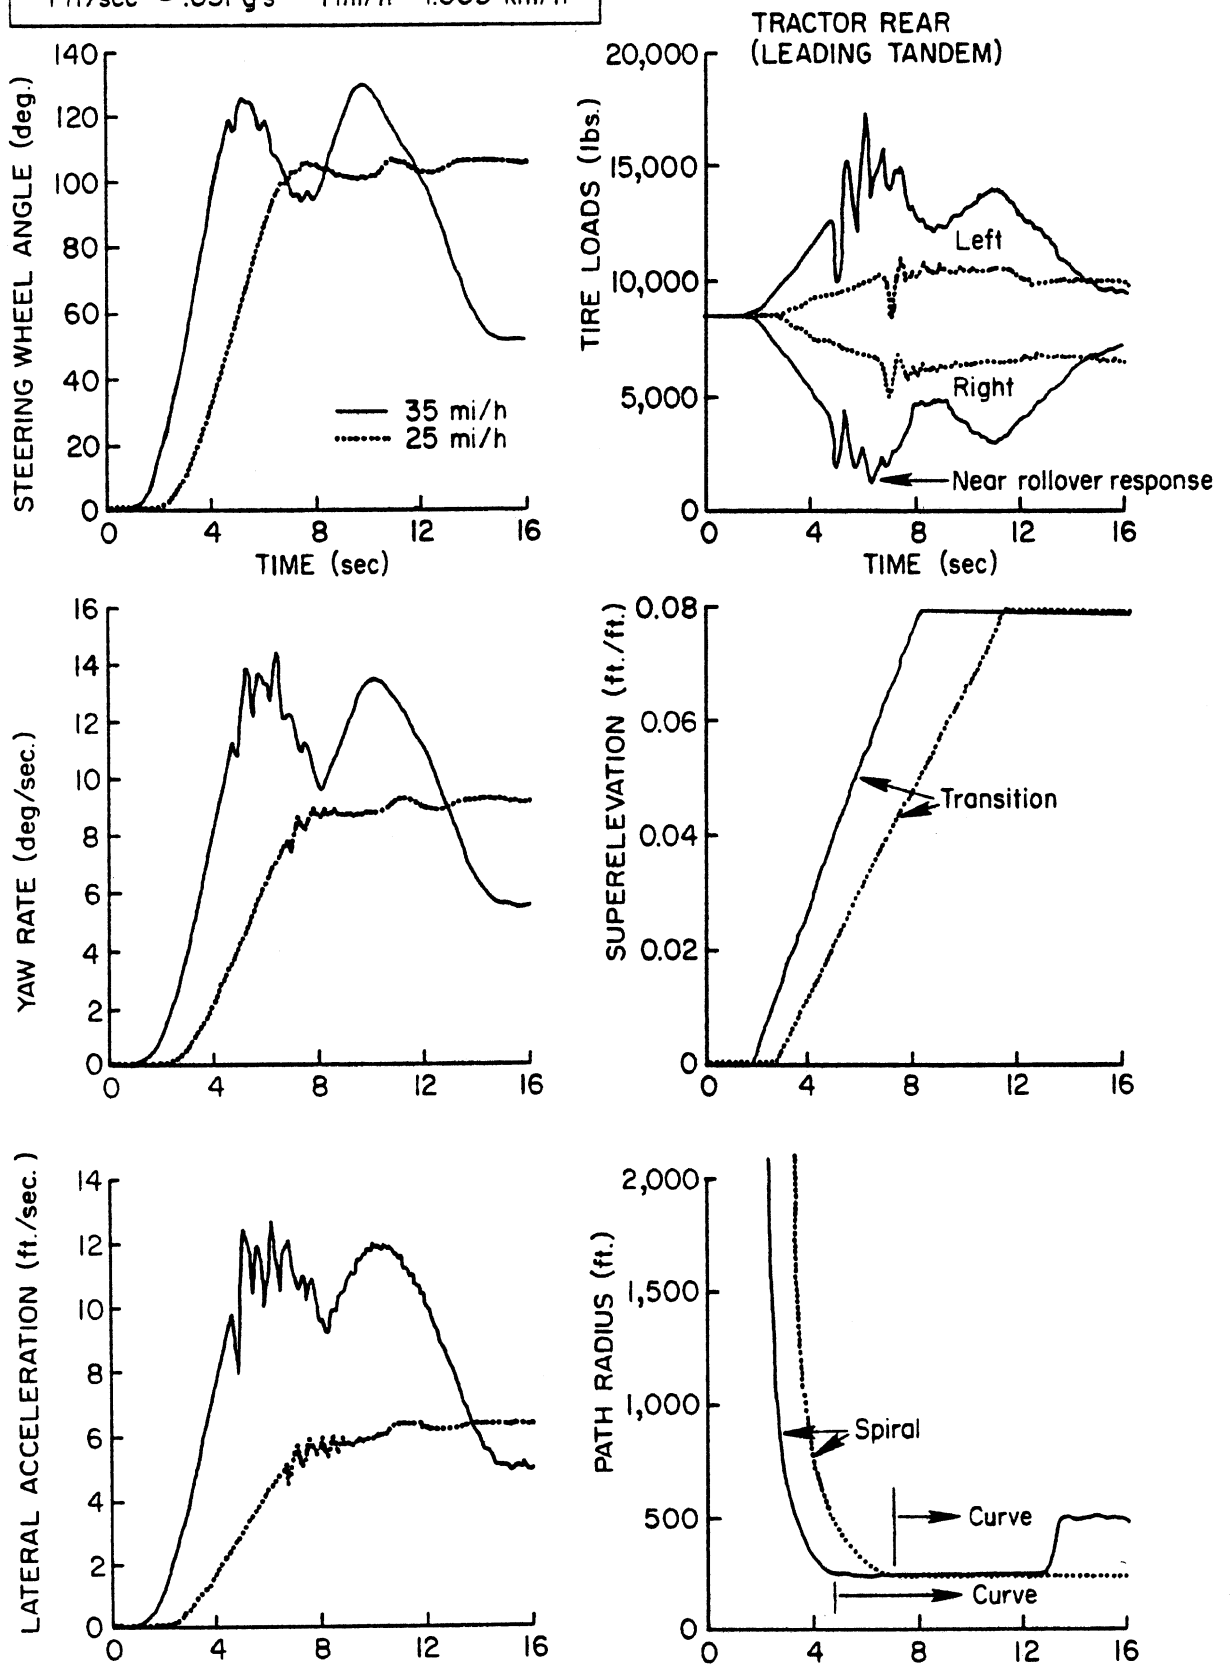 140
120
100
80
60
40
20
0
STEERING WHEEL ANGLE (deg.)
35 mi/h
25 mi/h
0 4 8 12 16
TIME (sec)
TRACTOR REAR
(LEADING TANDEM)
20,000
15,000
10,000
5,000
0
TIRE LOADS (lbs.)
Left
Right
Near rollover response
0 4 8 12 16
TIME (sec)
16
14
12
10
8
6
4
2
0
YAW RATE (deg/sec.)
0 4 8 12 16
0.08
0.06
0.04
0.02
0
SUPERELEVATION (ft./ft.)
Transition
0 4 8 12 16
14
12
10
8
6
4
2
0
LATERAL ACCELERATION (ft./sec.)
0 4 8 12 16
2,000
1,500
1,000
500
0
PATH RADIUS (ft.)
Spiral
Curve
Curve
0 4 8 12 16